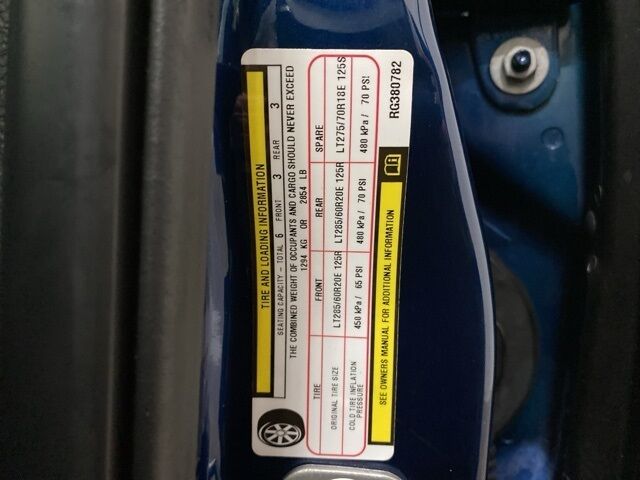 TIRE AND LOADING INFORMATION
SEATING CAPACITY - TOTAL 6 FRONT 3 REAR 3
THE COMBINED WEIGHT OF OCCUPANTS AND CARGO SHOULD NEVER EXCEED
1294 KG OR 2854 LB
TIRE FRONT REAR SPARE
ORIGINAL TIRE SIZE LT285/60R20E 125R LT285/60R20E 125R LT275/70R18E 125S
COLD TIRE INFLATION PRESSURE 450 kPa / 65 PSI 480 kPa / 70 PSI 480 kPa / 70 PSI
SEE OWNERS MANUAL FOR ADDITIONAL INFORMATION
RG380782